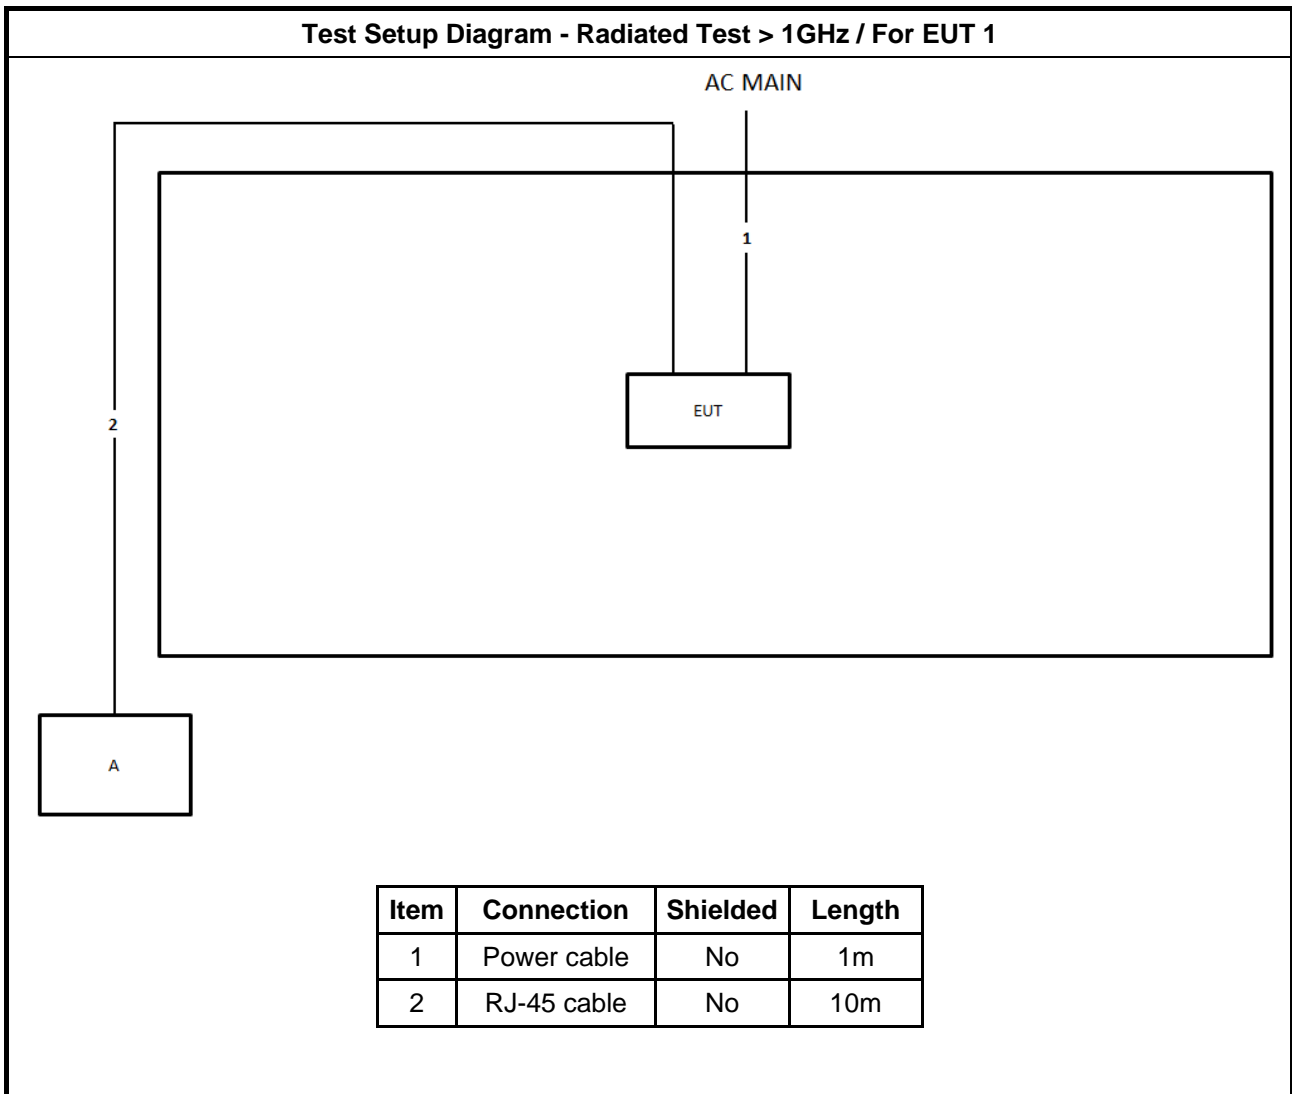 Test Setup Diagram - Radiated Test > 1GHz / For EUT 1
AC MAIN
1
EUT
2
A
Item Connection Shielded Length
1 Power cable No 1m
2 RJ-45 cable No 10m